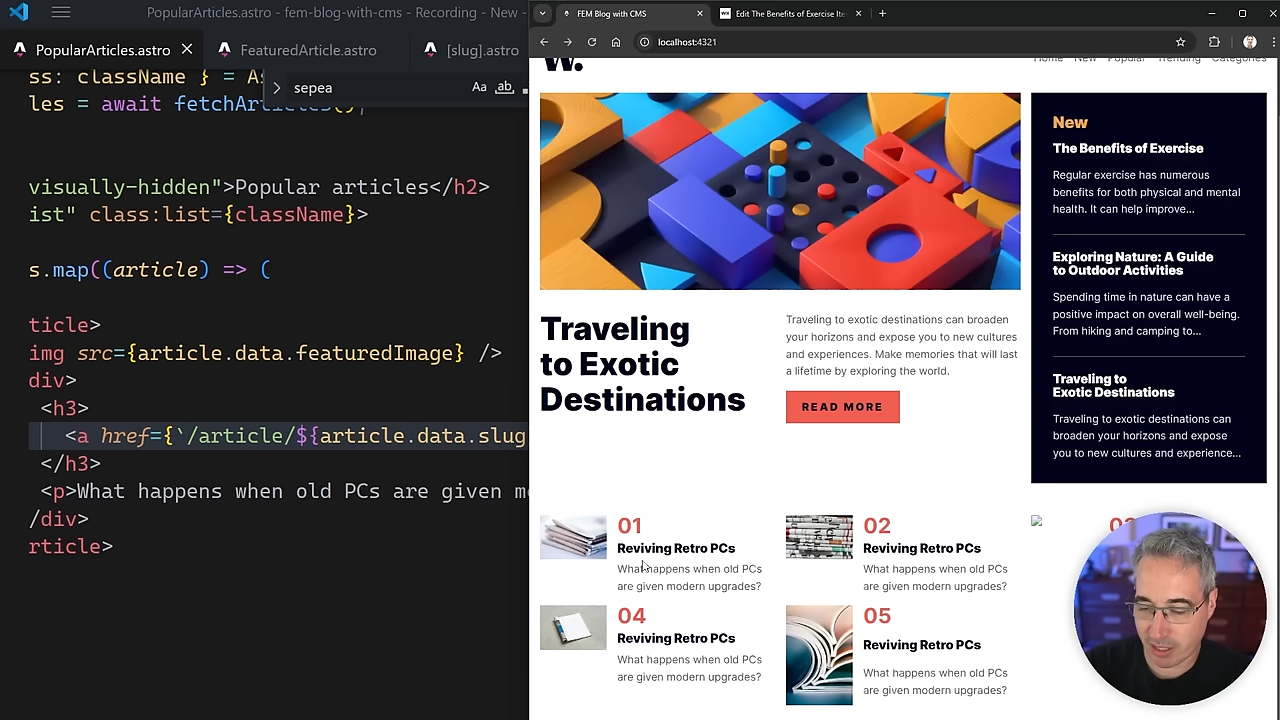 PopularArticles.astro - fem-blog-with-cms - Recording - New -
PopularArticles.astro
FeaturedArticle.astro
[slug].astro
sepea
Aa
ab
ss: className } = As
les = await fetchArticles();
visually-hidden">Popular articles</h2>
ist" class:list={className}>
s.map((article) => (
ticle>
img src={article.data.featuredImage} />
div>
<h3>
<a href={`/article/${article.data.slug
</h3>
<p>What happens when old PCs are given m
/div>
rticle>
FEM Blog with CMS
Edit The Benefits of Exercise Ite
localhost:4321
W.
Home New Popular Trending Categories
Traveling
to Exotic
Destinations
Traveling to exotic destinations can broaden
your horizons and expose you to new cultures
and experiences. Make memories that will last
a lifetime by exploring the world.
READ MORE
New
The Benefits of Exercise
Regular exercise has numerous
benefits for both physical and mental
health. It can help improve...
Exploring Nature: A Guide
to Outdoor Activities
Spending time in nature can have a
positive impact on overall well-being.
From hiking and camping to...
Traveling to
Exotic Destinations
Traveling to exotic destinations can
broaden your horizons and expose
you to new cultures and experience...
01
Reviving Retro PCs
What happens when old PCs
are given modern upgrades?
02
Reviving Retro PCs
What happens when old PCs
are given modern upgrades?
04
Reviving Retro PCs
What happens when old PCs
are given modern upgrades?
05
Reviving Retro PCs
What happens when old PCs
are given modern upgrades?